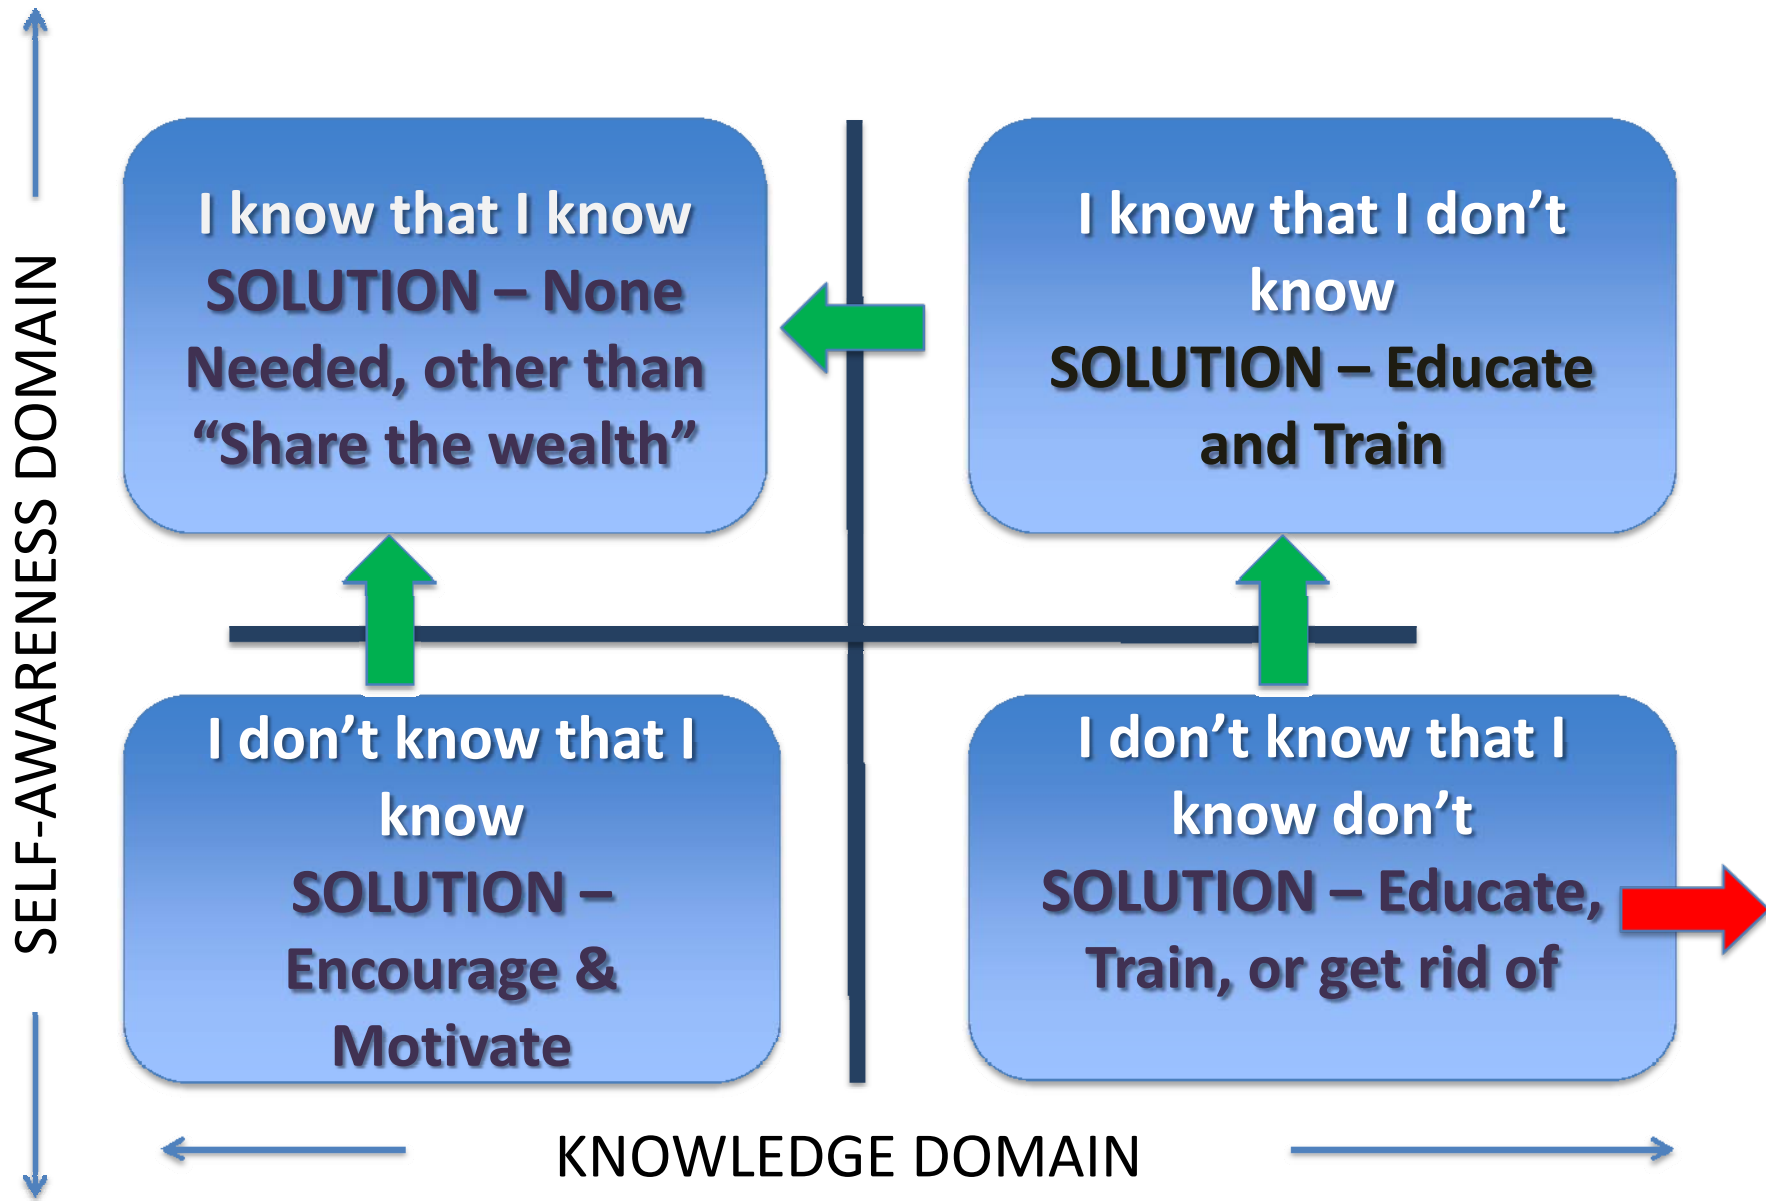 SELF-AWARENESS DOMAIN
I know that I know
SOLUTION – None
Needed, other than
“Share the wealth”
I know that I don’t
know
SOLUTION – Educate
and Train
I don’t know that I
know
SOLUTION –
Encourage &
Motivate
I don’t know that I
know don’t
SOLUTION – Educate,
Train, or get rid of
KNOWLEDGE DOMAIN